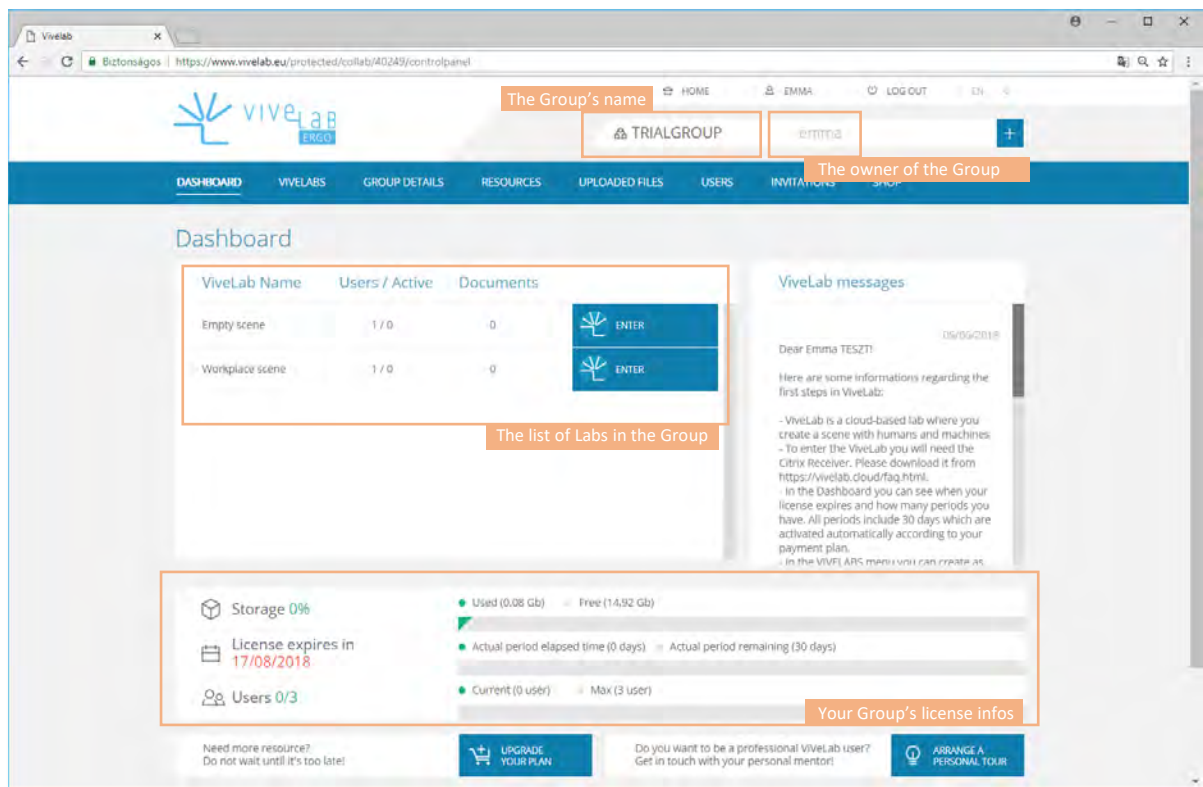 Vivelab
Biztonságos
https://www.vivelab.eu/protected/collab/40249/controlpanel
VIVELAB
ERGO
The Group's name
HOME
EMMA
LOG OUT
EN
TRIALGROUP
emma
+
The owner of the Group
DASHBOARD
VIVELABS
GROUP DETAILS
RESOURCES
UPLOADED FILES
USERS
INVITATIONS
SHOP
Dashboard
ViveLab Name
Users / Active
Documents
Empty scene
1 / 0
0
ENTER
Workplace scene
1 / 0
0
ENTER
The list of Labs in the Group
ViveLab messages
Dear Emma TESZT!
Here are some informations regarding the
first steps in ViveLab:
- ViveLab is a cloud-based lab where you
create a scene with humans and machines
- To enter the ViveLab you will need the
Citrix Receiver. Please download it from
https://vivelab.cloud/faq.html.
- In the Dashboard you can see when your
license expires and how many periods you
have. All periods include 30 days which are
activated automatically according to your
payment plan.
- In the VIVELABS menu you can create as
Storage 0%
Used (0.08 Gb)
Free (14.92 Gb)
License expires in
17/08/2018
Actual period elapsed time (0 days)
Actual period remaining (30 days)
Users 0/3
Current (0 user)
Max (3 user)
Your Group's license infos
Need more resource?
Do not wait until it's too late!
UPGRADE
YOUR PLAN
Do you want to be a professional ViveLab user?
Get in touch with your personal mentor!
ARRANGE A
PERSONAL TOUR